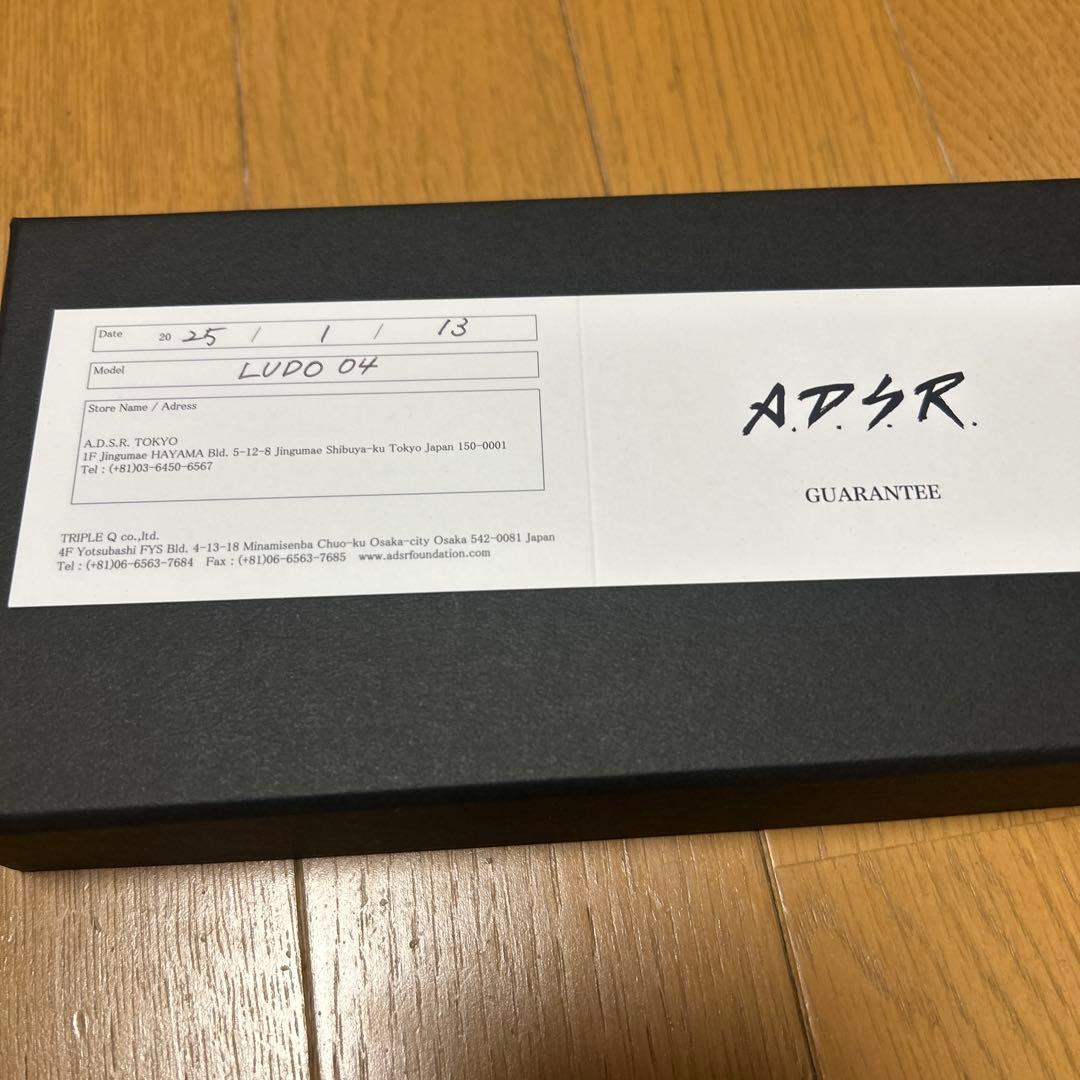 Date 20 25 / 1 / 13
Model LUDO 04
Store Name / Adress
A.D.S.R. TOKYO
1F Jingumae HAYAMA Bld. 5-12-8 Jingumae Shibuya-ku Tokyo Japan 150-0001
Tel : (+81)03-6450-6567
TRIPLE Q co.,ltd.
4F Yotsubashi FYS Bld. 4-13-18 Minamisenba Chuo-ku Osaka-city Osaka 542-0081 Japan
Tel : (+81)06-6563-7684 Fax : (+81)06-6563-7685 www.adsrfoundation.com
A.D.S.R.
GUARANTEE